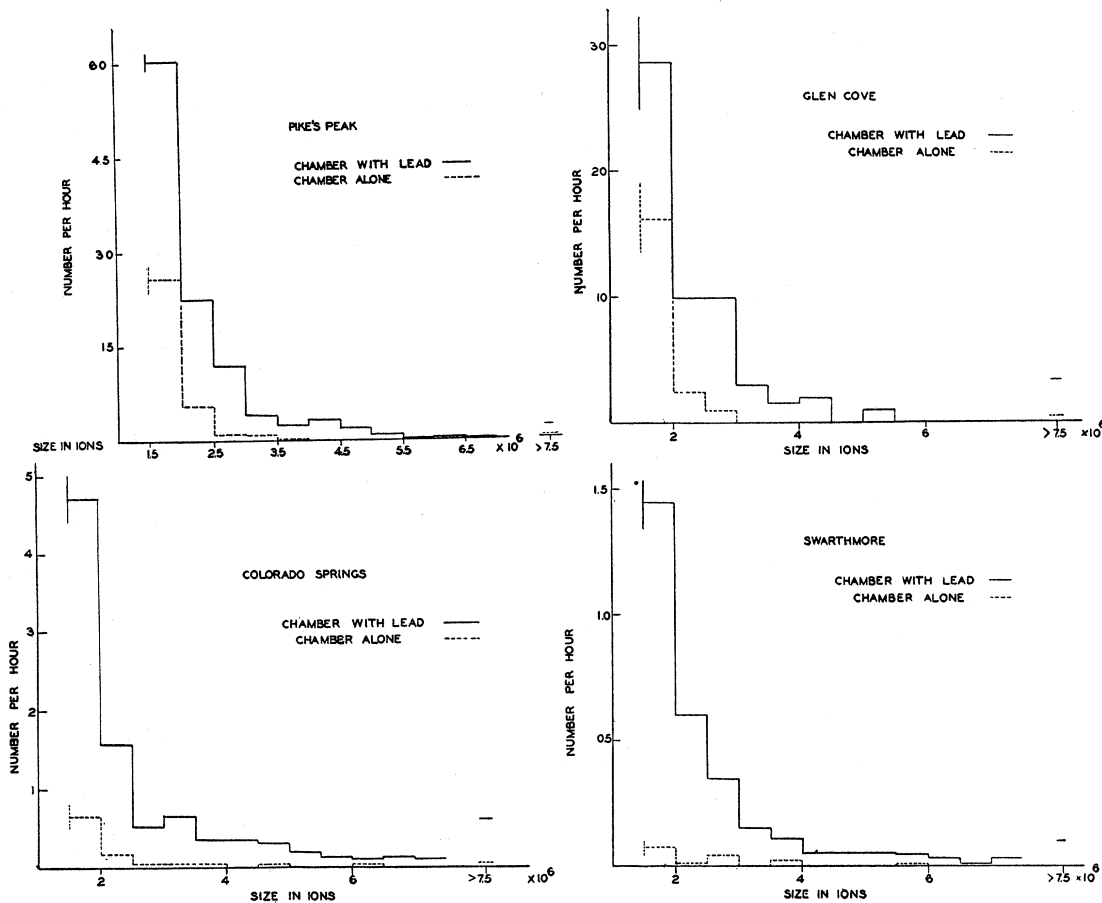 PIKE'S PEAK
CHAMBER WITH LEAD
CHAMBER ALONE
NUMBER PER HOUR
60
45
30
15
SIZE IN IONS 1.5 2.5 3.5 4.5 5.5 6.5 ×10^6 >7.5
GLEN COVE
CHAMBER WITH LEAD
CHAMBER ALONE
NUMBER PER HOUR
30
20
10
2 4 6 >7.5 ×10^6
SIZE IN IONS
COLORADO SPRINGS
CHAMBER WITH LEAD
CHAMBER ALONE
NUMBER PER HOUR
5
4
3
2
1
2 4 6 >7.5 ×10^6
SIZE IN IONS
SWARTHMORE
CHAMBER WITH LEAD
CHAMBER ALONE
NUMBER PER HOUR
1.5
1.0
0.5
2 4 6 >7.5 ×10^6
SIZE IN IONS